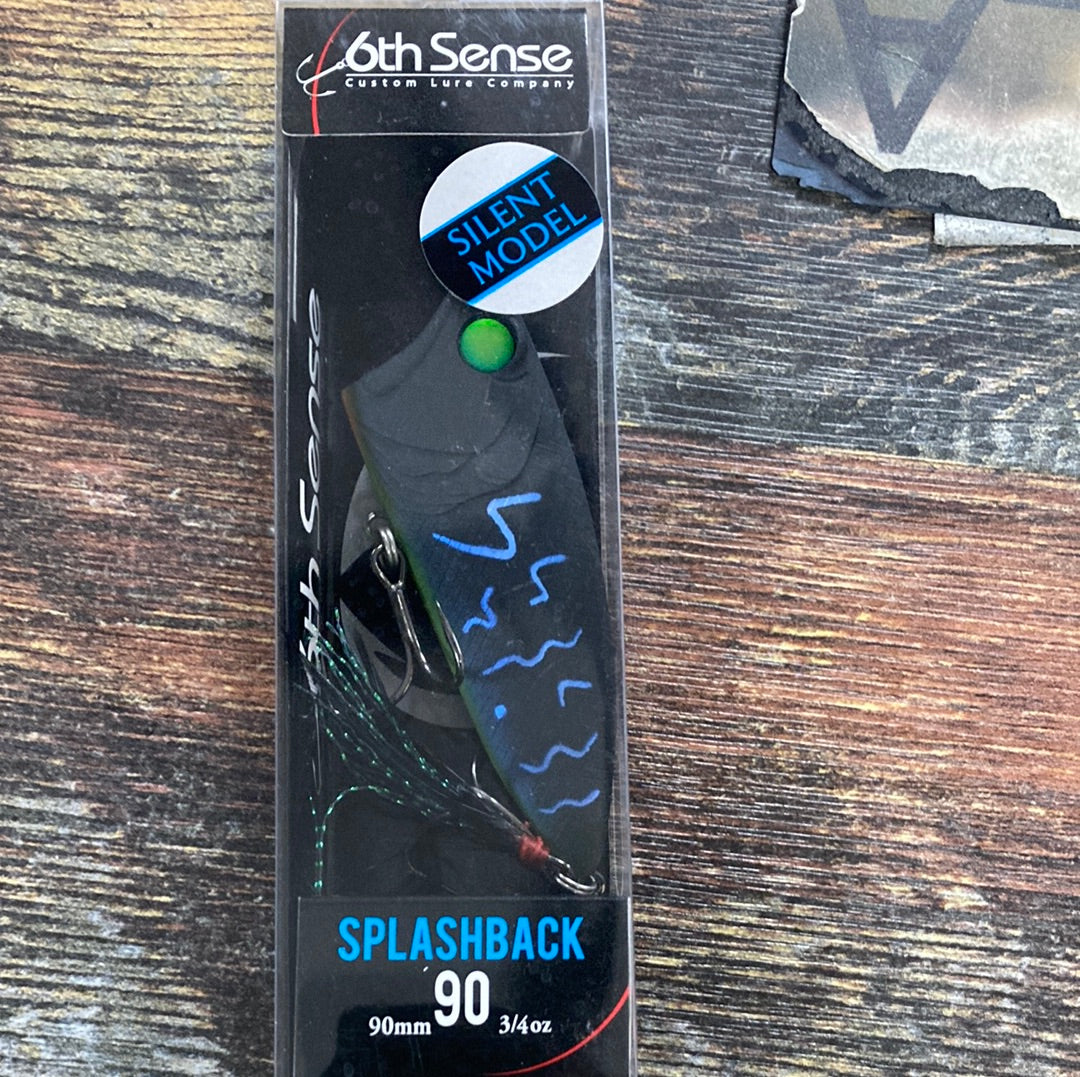 6th Sense
Custom Lure Company
SILENT
MODEL
6th Sense
SPLASHBACK
90
90mm
3/4oz